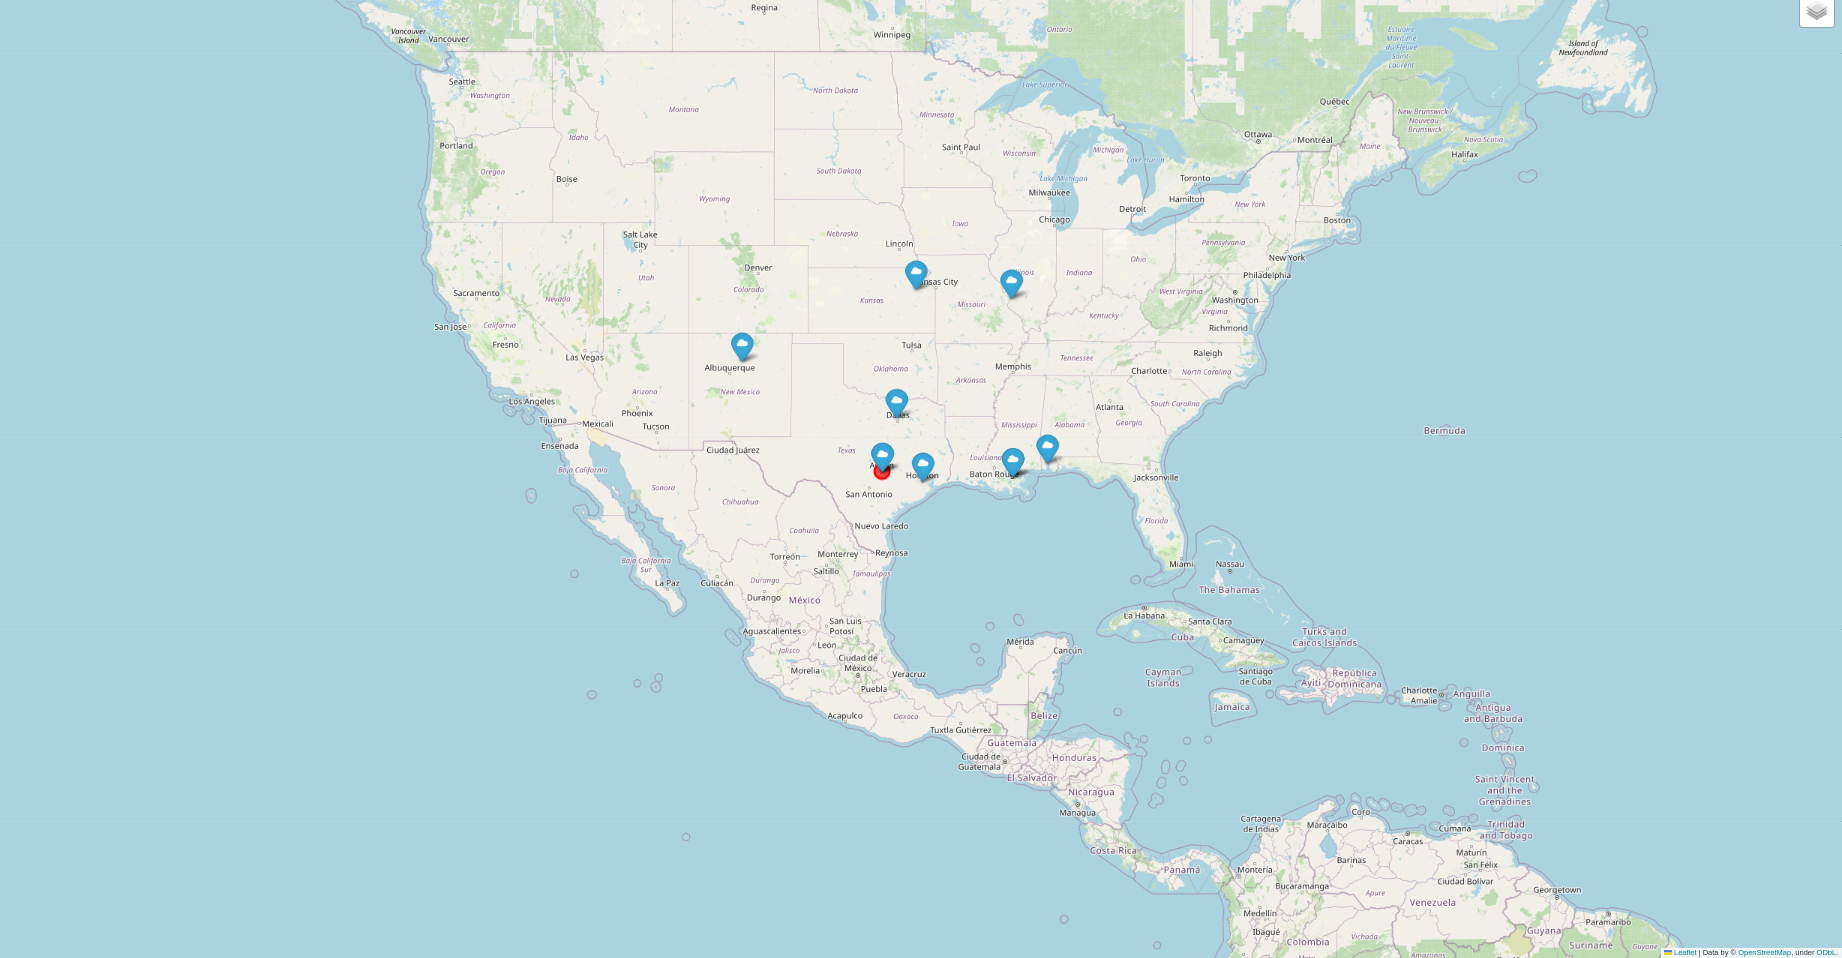 Regina
Vancouver
Island
Vancouver
Winnipeg
Ontario
Estuaire
Maritime
du Fleuve
Saint-
Laurent
Island of
Newfoundland
Seattle
Washington
Montana
North Dakota
Minnesota
Lake Superior
Québec
New Brunswick
Nouveau
Brunswick
Nova Scotia
Halifax
Portland
Idaho
Saint Paul
Wisconsin
Michigan
Lake Huron
Ottawa
Montréal
Maine
Oregon
Boise
South Dakota
Lake Michigan
Toronto
Hamilton
Wyoming
Milwaukee
Chicago
Detroit
New York
Boston
Iowa
Nebraska
Lincoln
Salt Lake
City
Pennsylvania
New York
Ohio
Philadelphia
Denver
Utah
Colorado
Indiana
Sacramento
Nevada
Kansas
Missouri
West Virginia
Washington
Virginia
Kentucky
San Jose
California
Richmond
Fresno
Las Vegas
Tulsa
Memphis
Tennessee
Raleigh
Albuquerque
Oklahoma
Charlotte
North Carolina
Arizona
New Mexico
Arkansas
Los Angeles
Phoenix
Atlanta
South Carolina
Tijuana
Mexicali
Tucson
Mississippi
Alabama
Georgia
Bermuda
Ensenada
Ciudad Juárez
Texas
Louisiana
Baja California
Jacksonville
Sonora
San Antonio
Chihuahua
Florida
Coahuila
Nuevo Laredo
Torreón
Monterrey
Reynosa
Saltillo
Tamaulipas
Miami
Nassau
Baja California
Sur
La Paz
Culiacán
Durango
Durango
The Bahamas
México
La Habana
Santa Clara
Cuba
Camagüey
Turks and
Caicos Islands
Aguascalientes
San Luis
Potosí
León
Jalisco
Mérida
Cancún
Morelia
Ciudad de
México
Veracruz
Puebla
Cayman
Islands
Santiago
de Cuba
Ayiti
República
Dominicana
Charlotte
Amalie
Anguilla
Antigua
and Barbuda
Jamaica
Acapulco
Oaxaca
Tuxtla Gutiérrez
Belize
Guatemala
Ciudad de
Guatemala
Honduras
El Salvador
Dominica
Nicaragua
Managua
Saint Vincent
and the
Grenadines
Cartagena
de Indias
Maracaibo
Coro
Caracas
Cumaná
Trinidad
and Tobago
Costa Rica
Panamá
Montería
Barinas
Maturín
San Félix
Bucaramanga
Apure
Ciudad Bolívar
Georgetown
Venezuela
Medellín
Ibagué
Colombia
Vichada
Paramaribo
Guyana
Suriname
Guyane
Leaflet | Data by © OpenStreetMap, under ODbL.